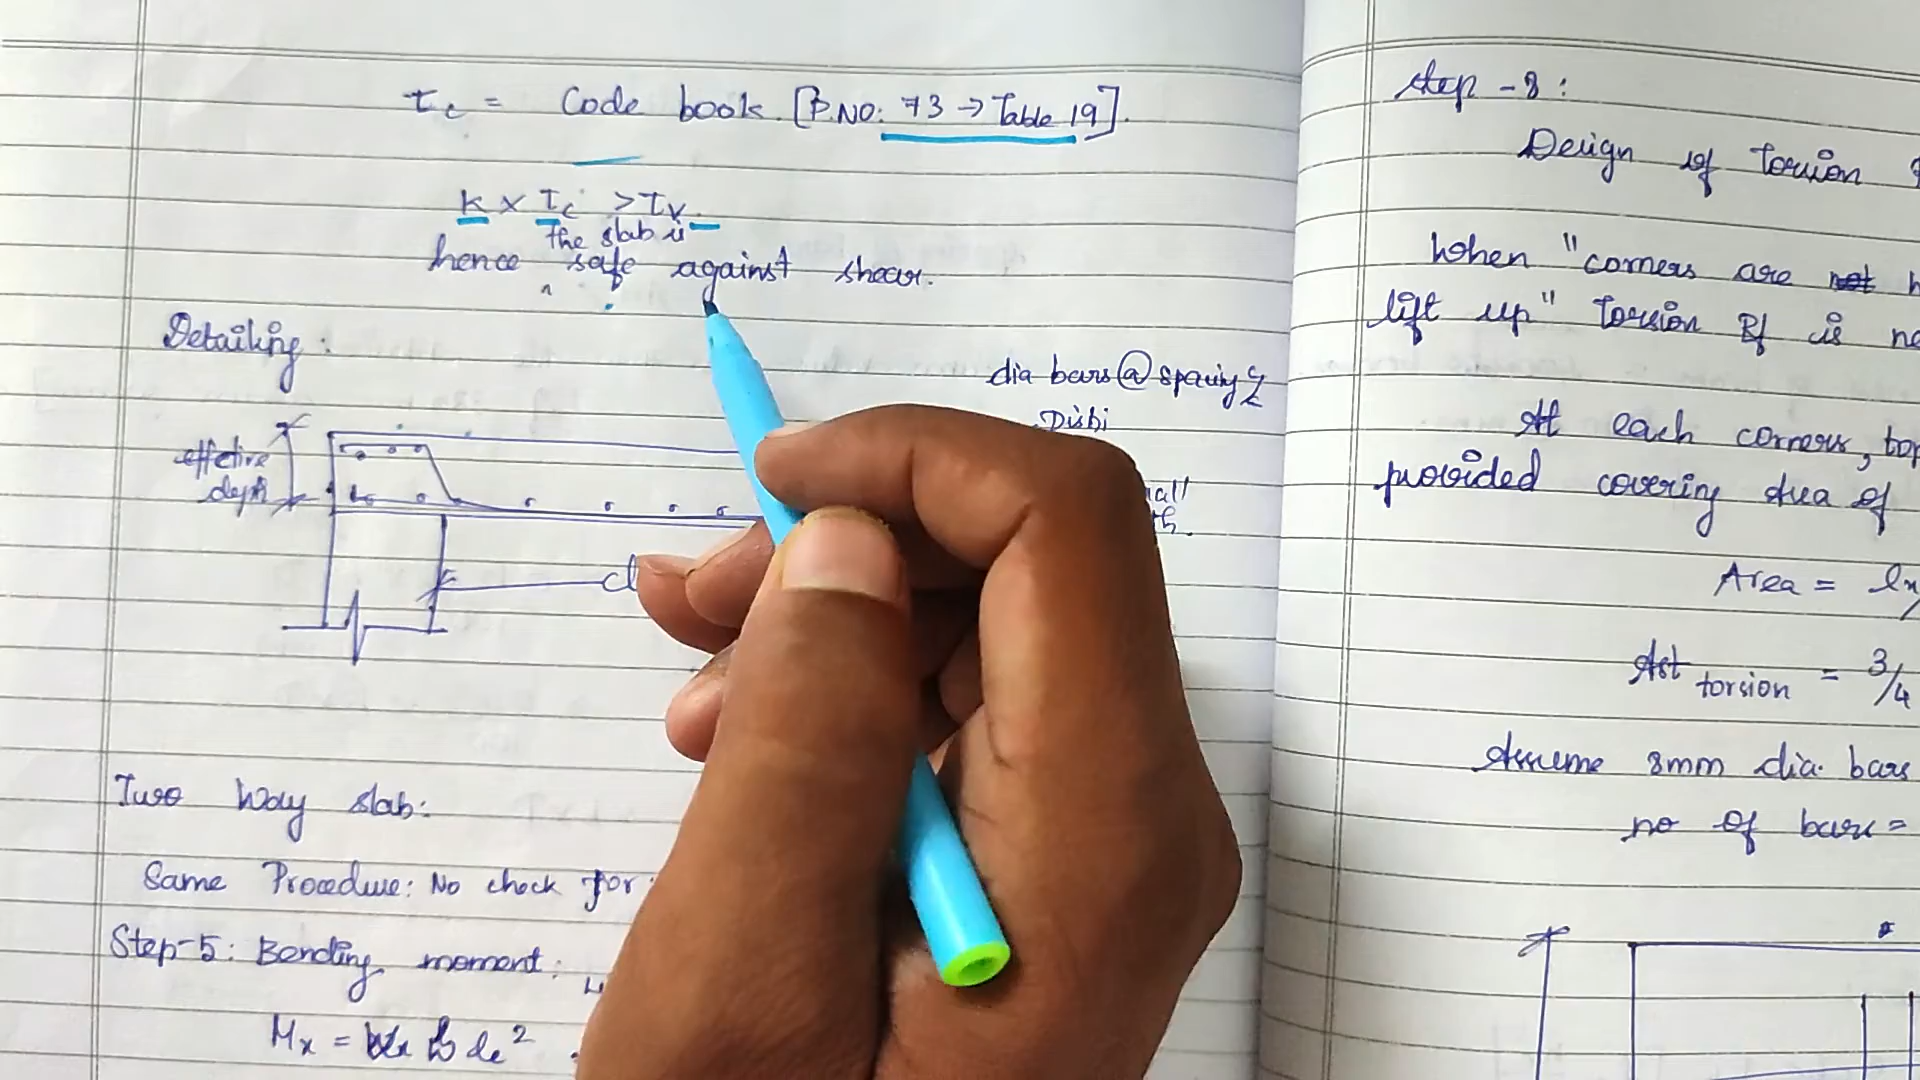 τc = Code book [P.NO: 73 → Table 19].
k × τc > τv
the slab is
hence safe against shear.
Detailing:
dia bars @ spacing
effective
depth
Two Way slab:
Same Procedure: No check for
Step-5: Bending moment:
Mx =
step - 8:
Design of torsion
When "corners are not
lift up" torsion Rf is
At each corners, top
provided covering area of
Area =
Ast torsion = 3/4
Assume 8mm dia. bars
no of bars =